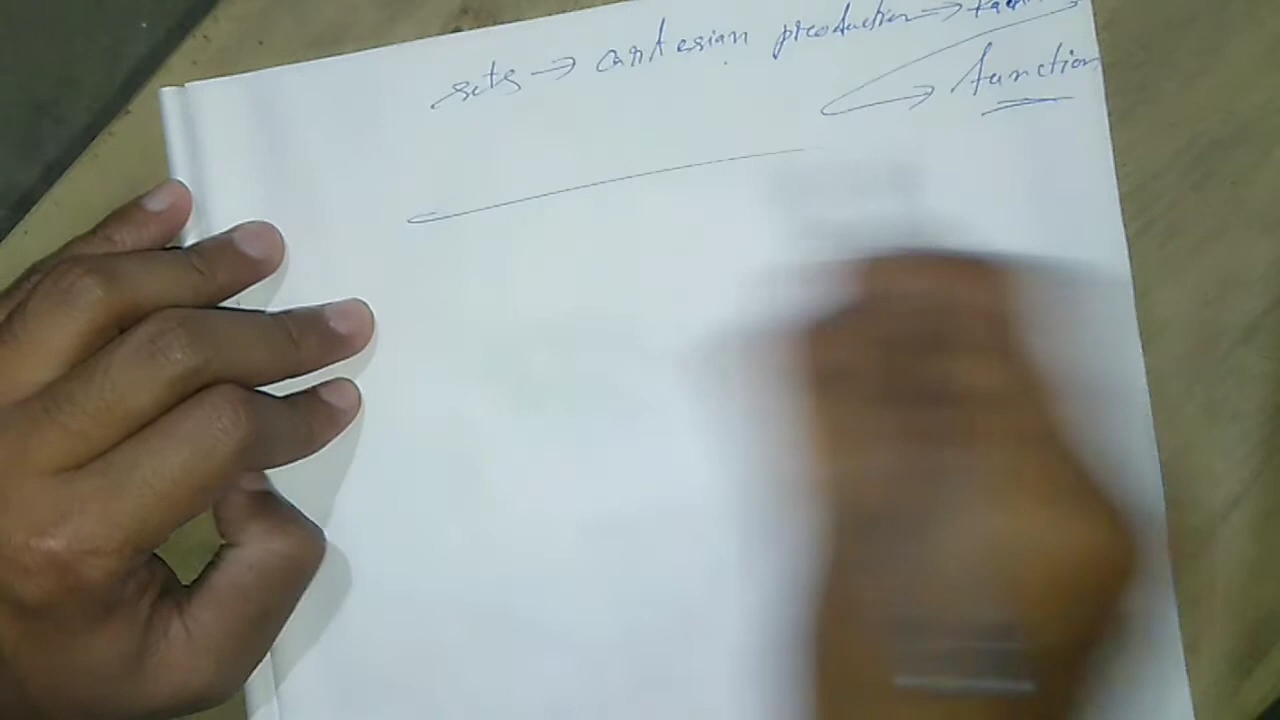 sets → cartesian production →
→ function